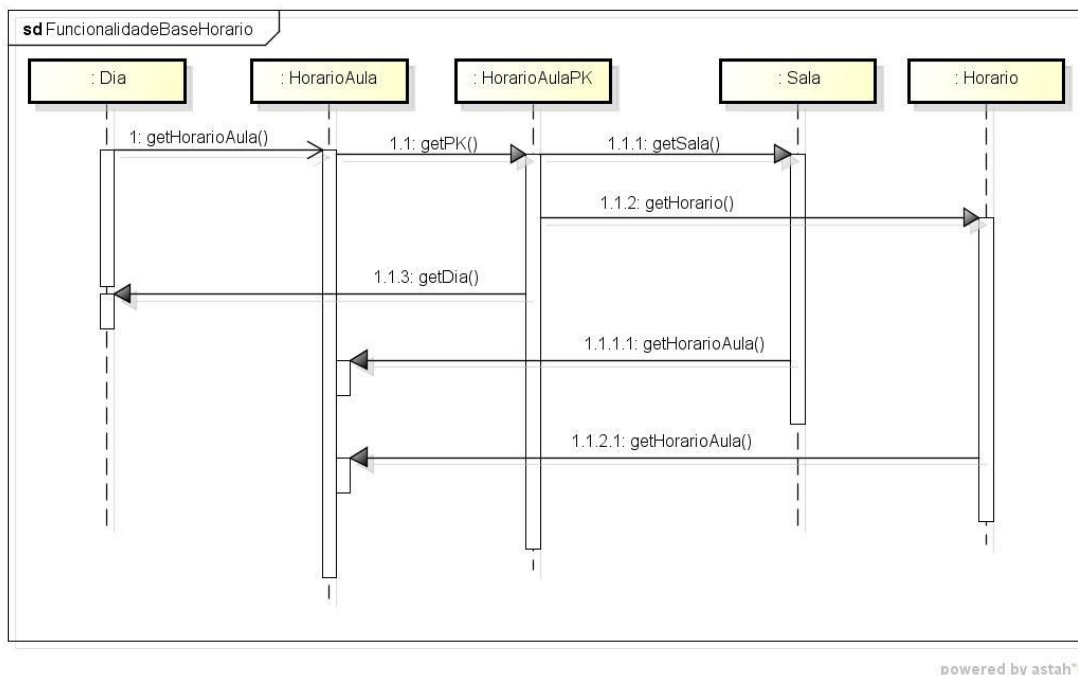 sd FuncionalidadeBaseHorario
: Dia
: HorarioAula
: HorarioAulaPK
: Sala
: Horario
1: getHorarioAula()
1.1: getPK()
1.1.1: getSala()
1.1.2: getHorario()
1.1.3: getDia()
1.1.1.1: getHorarioAula()
1.1.2.1: getHorarioAula()
powered by astah*